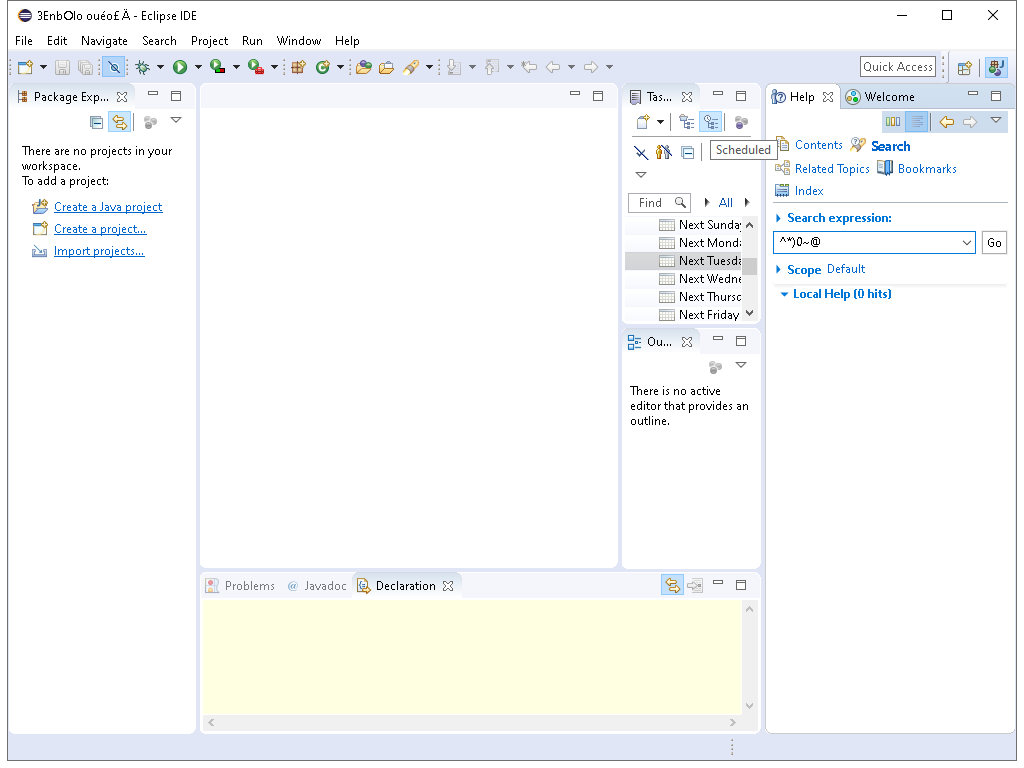 3EnbOlo ouéo£Ä - Eclipse IDE
File Edit Navigate Search Project Run Window Help
Quick Access
Package Exp...
There are no projects in your
workspace.
To add a project:
Create a Java project
Create a project...
Import projects...
Tas...
Scheduled
Find
All
Next Sunday
Next Monda
Next Tuesda
Next Wedne
Next Thursd
Next Friday
Ou...
There is no active
editor that provides an
outline.
Help Welcome
Contents Search
Related Topics Bookmarks
Index
Search expression:
^*)0~@ Go
Scope Default
Local Help (0 hits)
Problems @ Javadoc Declaration